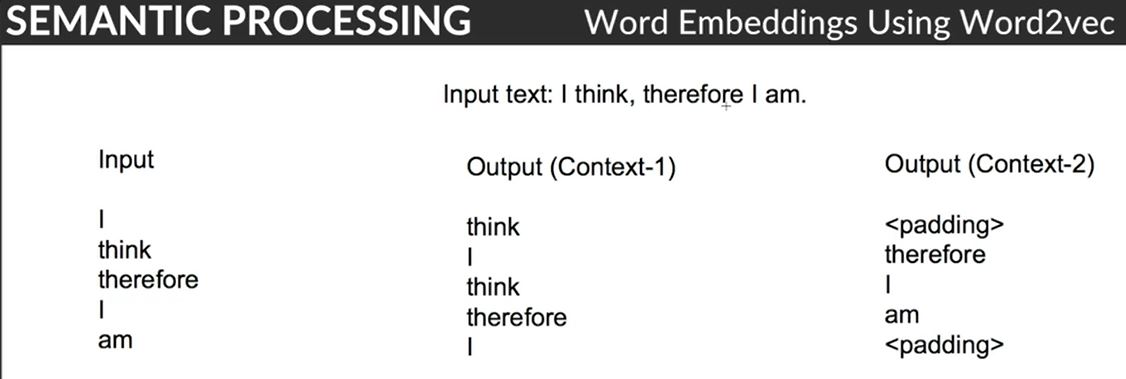 SEMANTIC PROCESSING
Word Embeddings Using Word2vec
Input text: I think, therefore I am.
Input
Output (Context-1)
Output (Context-2)
I think <padding>
think I therefore
therefore think I
I therefore am
am I <padding>